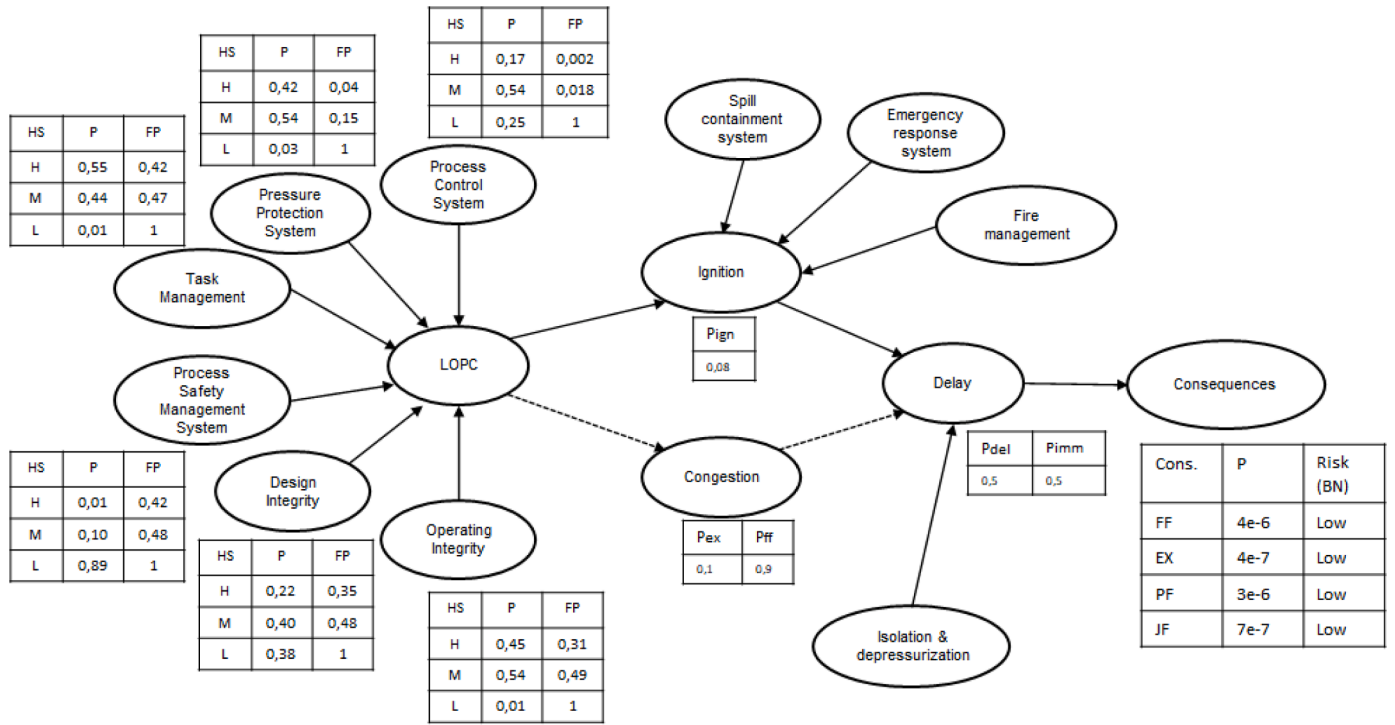 HS P FP
H 0,17 0,002
M 0,54 0,018
L 0,25 1
HS P FP
H 0,42 0,04
M 0,54 0,15
L 0,03 1
HS P FP
H 0,55 0,42
M 0,44 0,47
L 0,01 1
Process
Control
System
Pressure
Protection
System
Task
Management
Process
Safety
Management
System
HS P FP
H 0,01 0,42
M 0,10 0,48
L 0,89 1
Design
Integrity
HS P FP
H 0,22 0,35
M 0,40 0,48
L 0,38 1
Operating
Integrity
HS P FP
H 0,45 0,31
M 0,54 0,49
L 0,01 1
LOPC
Spill
containment
system
Emergency
response
system
Fire
management
Ignition
Pign
0,08
Congestion
Pex Pff
0,1 0,9
Delay
Pdel Pimm
0,5 0,5
Isolation &
depressurization
Consequences
Cons. P Risk
(BN)
FF 4e-6 Low
EX 4e-7 Low
PF 3e-6 Low
JF 7e-7 Low